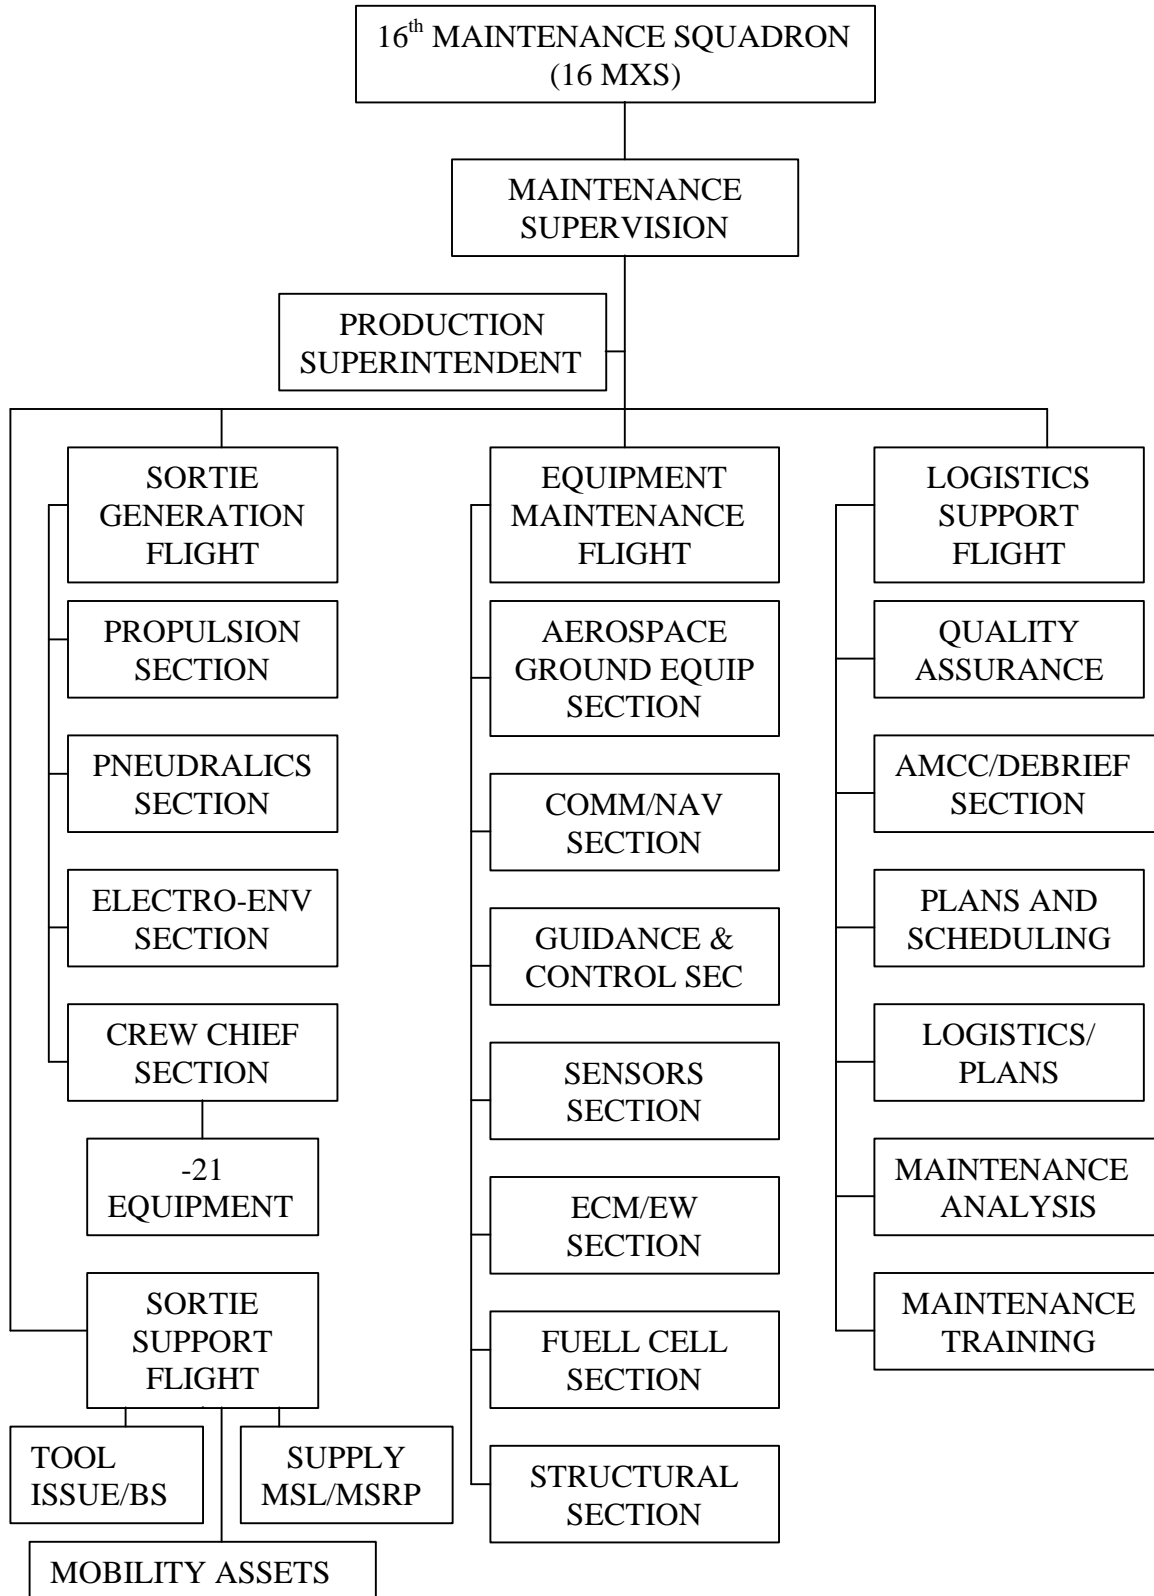 16th MAINTENANCE SQUADRON
(16 MXS)
MAINTENANCE
SUPERVISION
PRODUCTION
SUPERINTENDENT
SORTIE
GENERATION
FLIGHT
PROPULSION
SECTION
PNEUDRALICS
SECTION
ELECTRO-ENV
SECTION
CREW CHIEF
SECTION
-21
EQUIPMENT
SORTIE
SUPPORT
FLIGHT
TOOL
ISSUE/BS
SUPPLY
MSL/MSRP
MOBILITY ASSETS
EQUIPMENT
MAINTENANCE
FLIGHT
AEROSPACE
GROUND EQUIP
SECTION
COMM/NAV
SECTION
GUIDANCE &
CONTROL SEC
SENSORS
SECTION
ECM/EW
SECTION
FUELL CELL
SECTION
STRUCTURAL
SECTION
LOGISTICS
SUPPORT
FLIGHT
QUALITY
ASSURANCE
AMCC/DEBRIEF
SECTION
PLANS AND
SCHEDULING
LOGISTICS/
PLANS
MAINTENANCE
ANALYSIS
MAINTENANCE
TRAINING